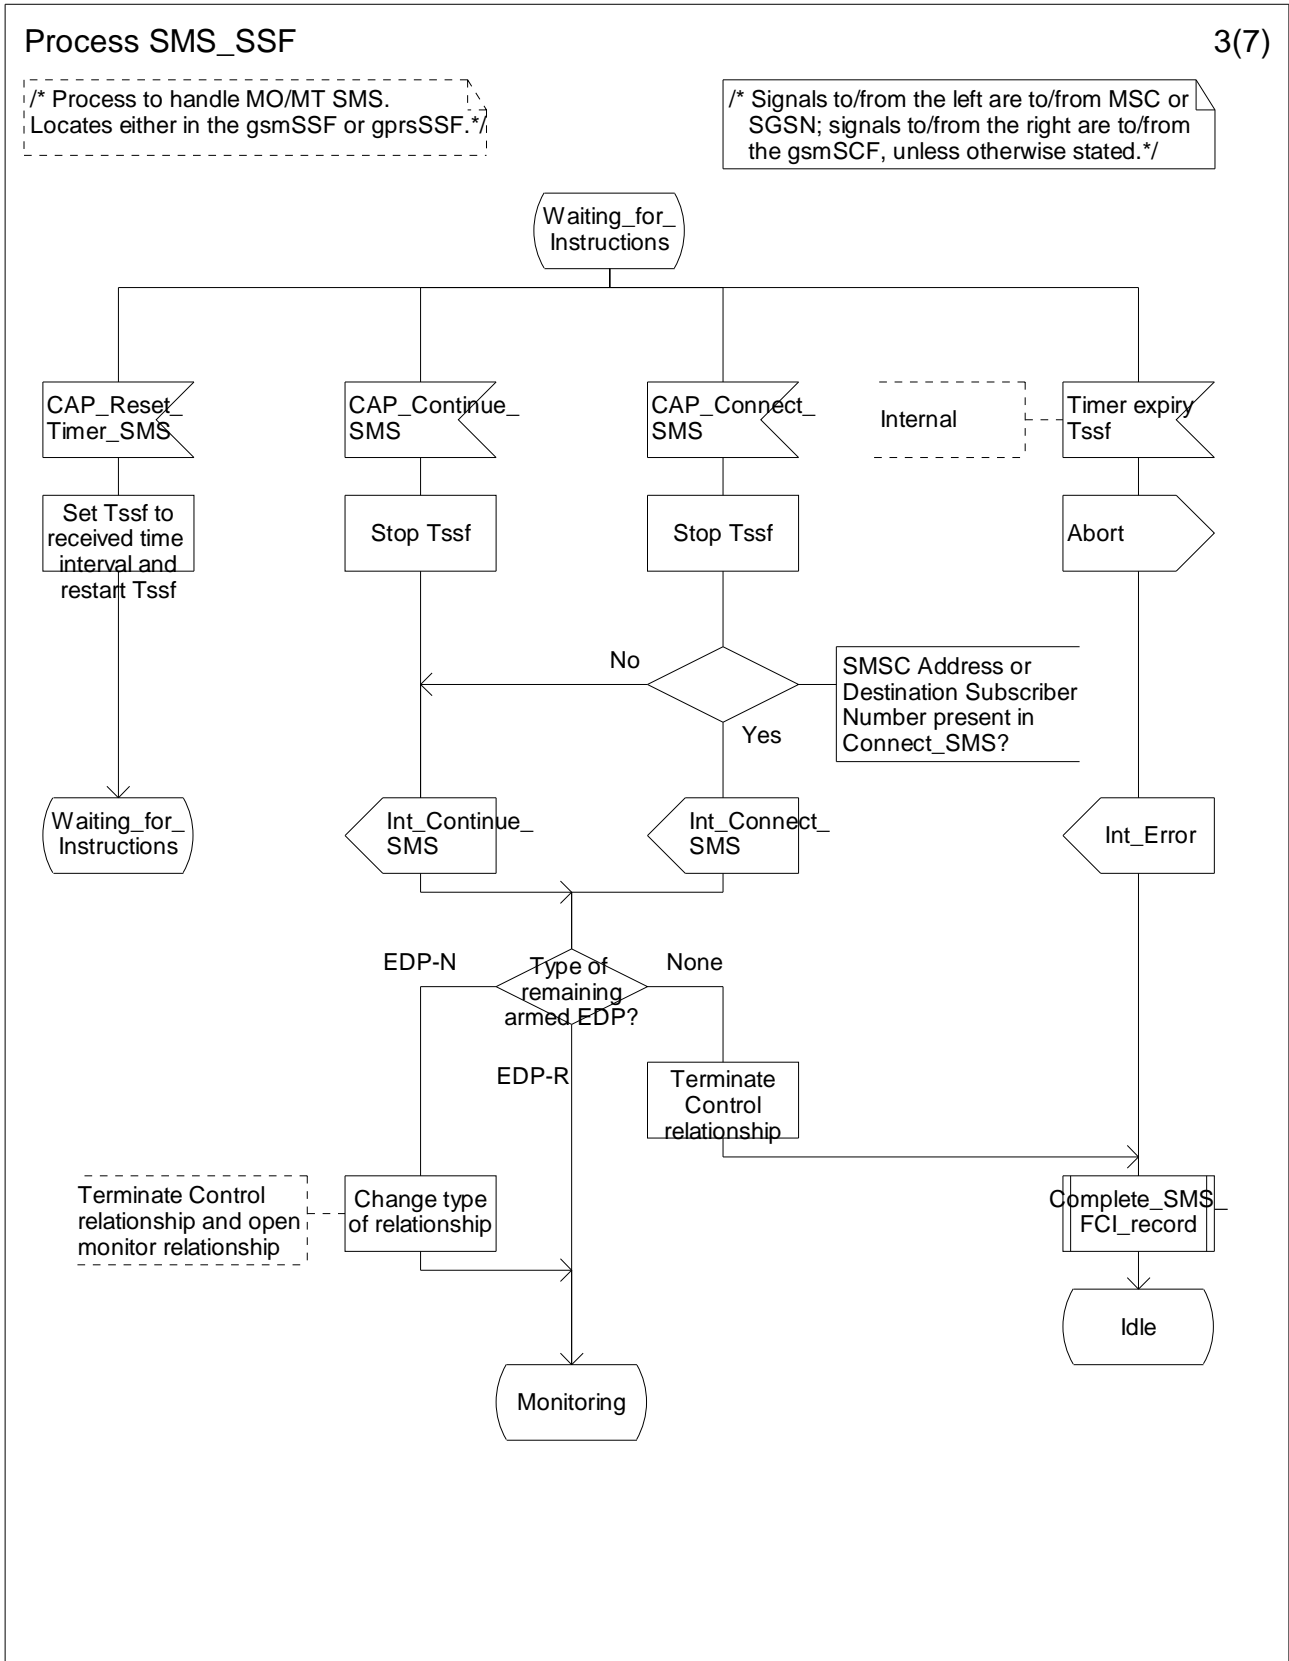 Process SMS_SSF
3(7)
/* Process to handle MO/MT SMS.
Locates either in the gsmSSF or gprsSSF.*/
/* Signals to/from the left are to/from MSC or
SGSN; signals to/from the right are to/from
the gsmSCF, unless otherwise stated.*/
Waiting_for_
Instructions
CAP_Reset_
Timer_SMS
CAP_Continue_
SMS
CAP_Connect_
SMS
Internal
Timer expiry
Tssf
Set Tssf to
received time
interval and
restart Tssf
Stop Tssf
Stop Tssf
Abort
No
Yes
SMSC Address or
Destination Subscriber
Number present in
Connect_SMS?
Waiting_for_
Instructions
Int_Continue_
SMS
Int_Connect_
SMS
Int_Error
EDP-N
Type of
remaining
armed EDP?
None
EDP-R
Terminate
Control
relationship
Terminate Control
relationship and open
monitor relationship
Change type
of relationship
Complete_SMS_
FCI_record
Idle
Monitoring